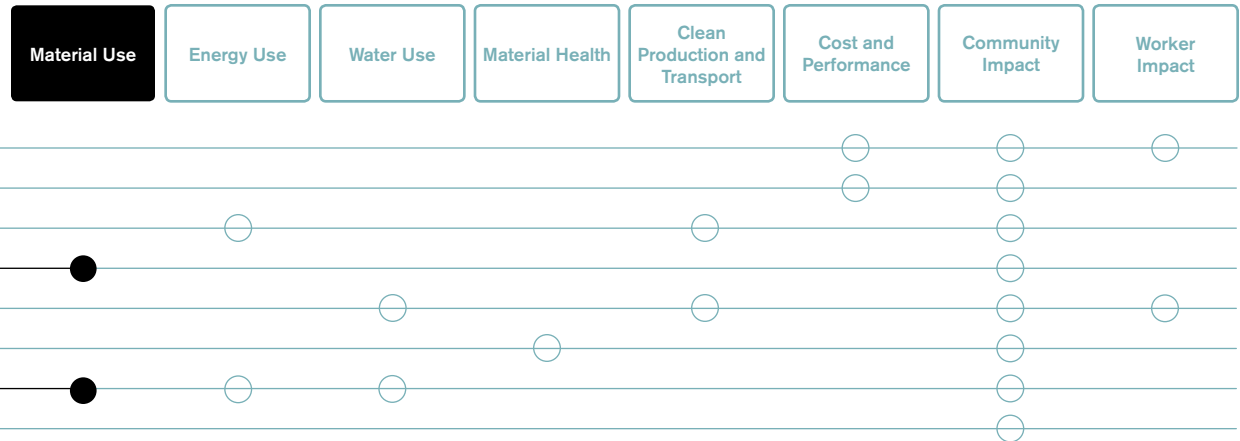 Material Use
Energy Use
Water Use
Material Health
Clean
Production and
Transport
Cost and
Performance
Community
Impact
Worker
Impact